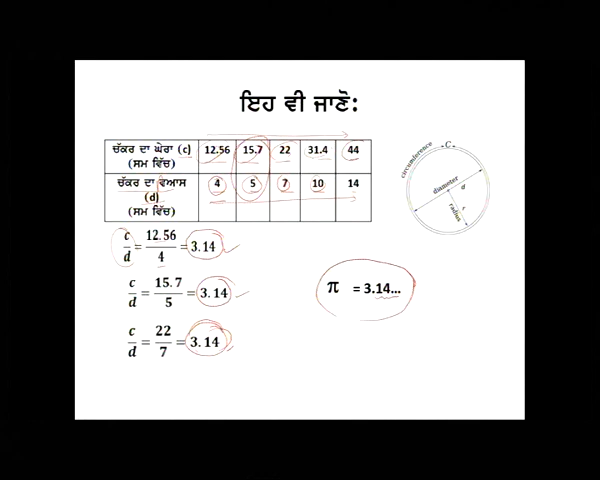 ਇਹ ਵੀ ਜਾਣੋ:
ਚੱਕਰ ਦਾ ਘੇਰਾ (c) 12.56 15.7 22 31.4 44
(ਸਮ ਵਿੱਚ)
ਚੱਕਰ ਦਾ ਵਆਸ 4 5 7 10 14
(d)
(ਸਮ ਵਿੱਚ)
circumference C
diameter d
radius r
c/d = 12.56/4 = 3.14
c/d = 15.7/5 = 3.14
π = 3.14...
c/d = 22/7 = 3.14